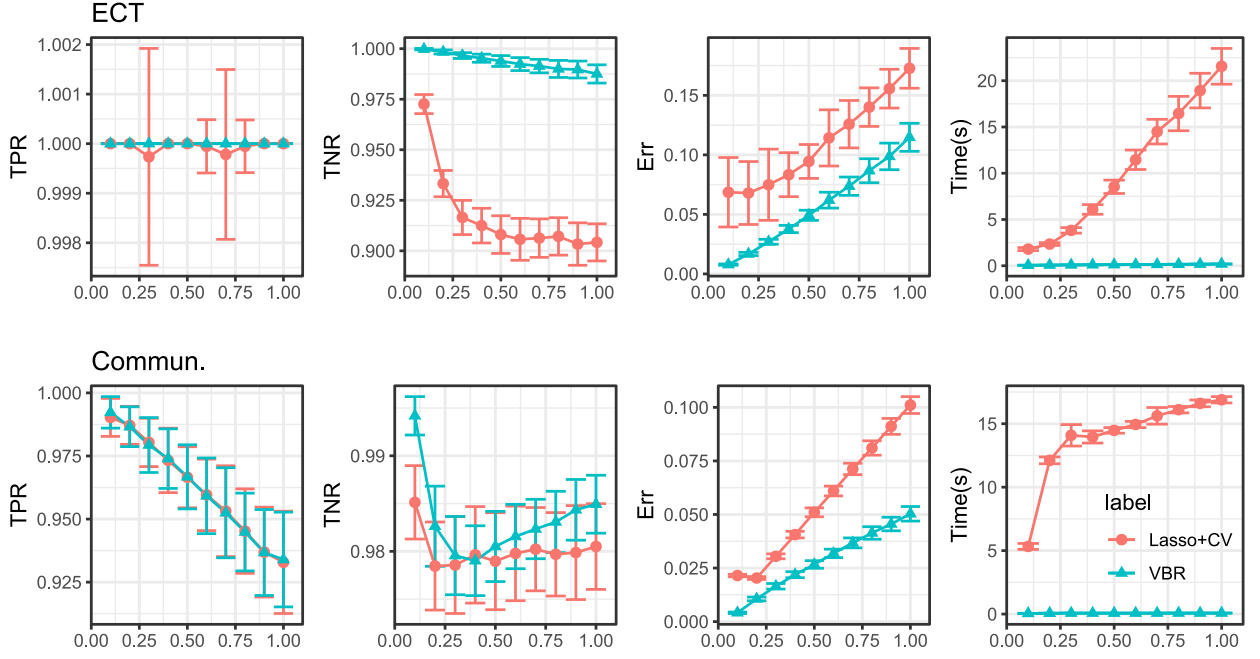 ECT
TPR
1.002
1.001
1.000
0.999
0.998
0.00 0.25 0.50 0.75 1.00
TNR
1.000
0.975
0.950
0.925
0.900
0.00 0.25 0.50 0.75 1.00
Err
0.15
0.10
0.05
0.00
0.00 0.25 0.50 0.75 1.00
Time(s)
20
15
10
5
0
0.00 0.25 0.50 0.75 1.00
Commun.
TPR
1.000
0.975
0.950
0.925
0.00 0.25 0.50 0.75 1.00
TNR
0.99
0.98
0.00 0.25 0.50 0.75 1.00
Err
0.100
0.075
0.050
0.025
0.000
0.00 0.25 0.50 0.75 1.00
Time(s)
15
10
5
0
0.00 0.25 0.50 0.75 1.00
label
Lasso+CV
VBR